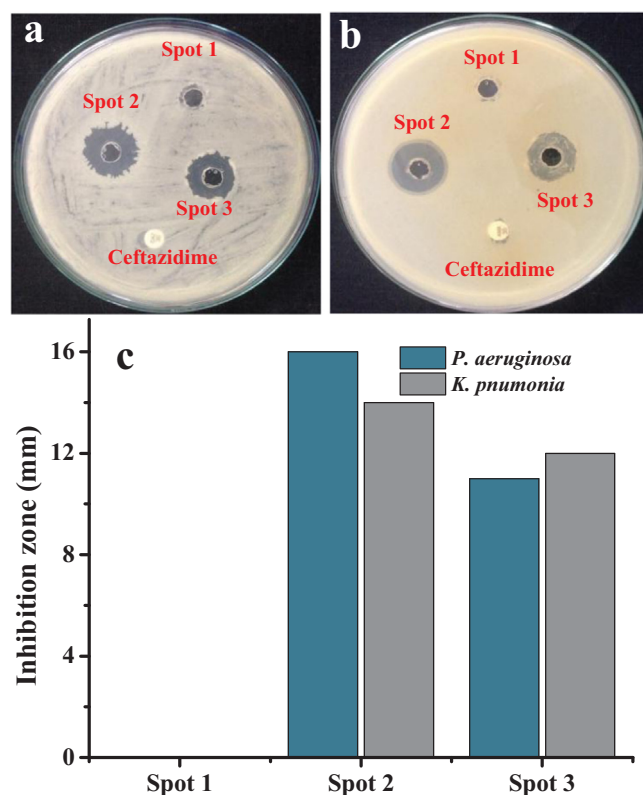 a
Spot 1
Spot 2
Spot 3
Ceftazidime
b
Spot 1
Spot 2
Spot 3
Ceftazidime
c
P. aeruginosa
K. pnumonia
Inhibition zone (mm)
16
12
8
4
0
Spot 1 Spot 2 Spot 3